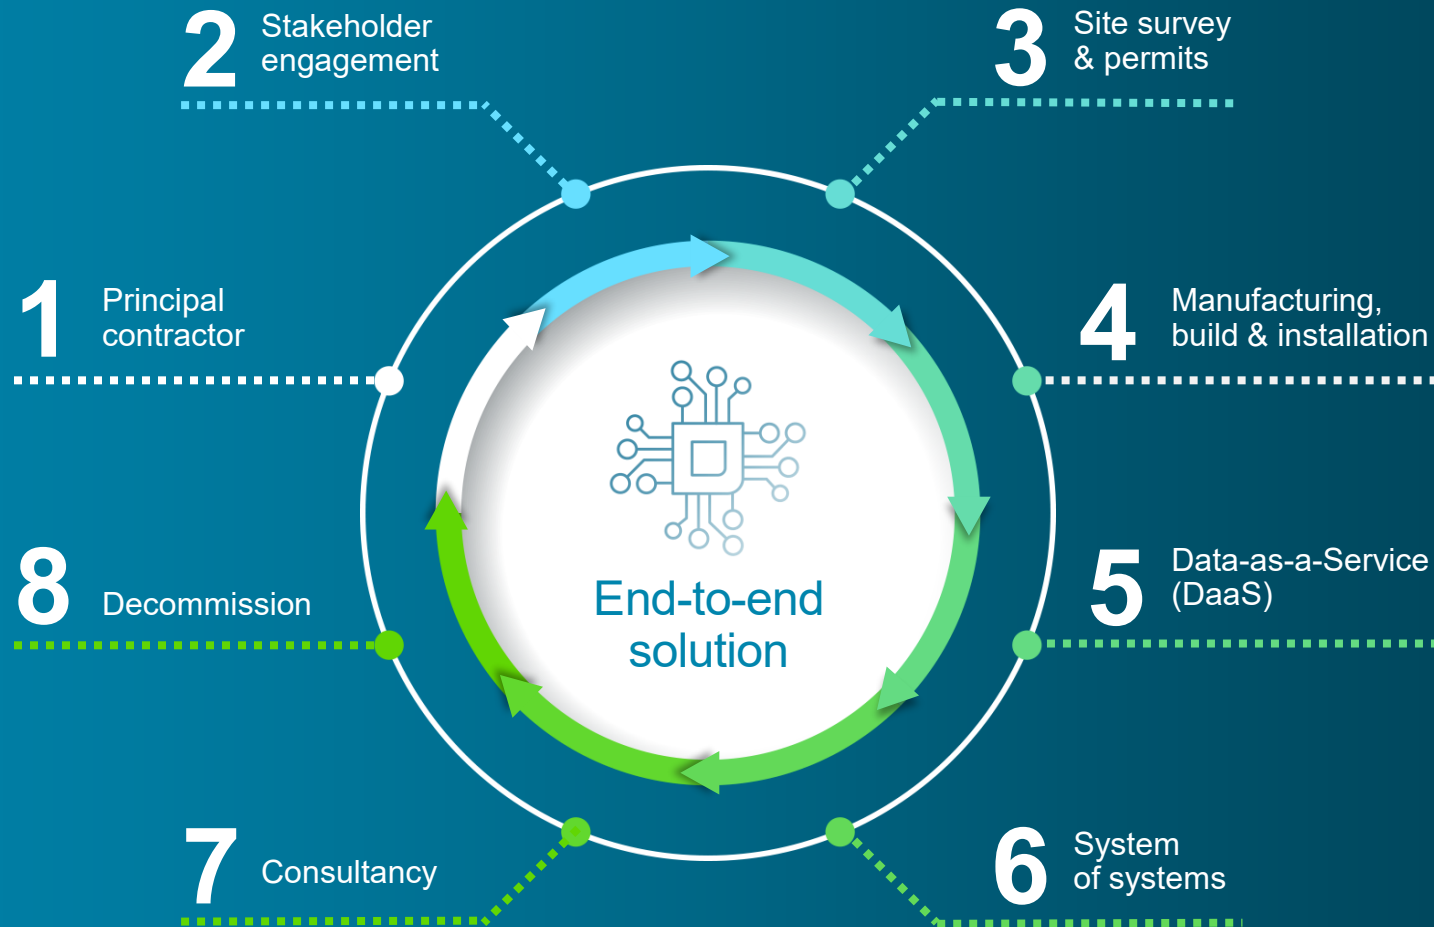 1
Principal
contractor
2
Stakeholder
engagement
3
Site survey
& permits
4
Manufacturing,
build & installation
5
Data-as-a-Service
(DaaS)
6
System
of systems
7
Consultancy
8
Decommission
End-to-end
solution